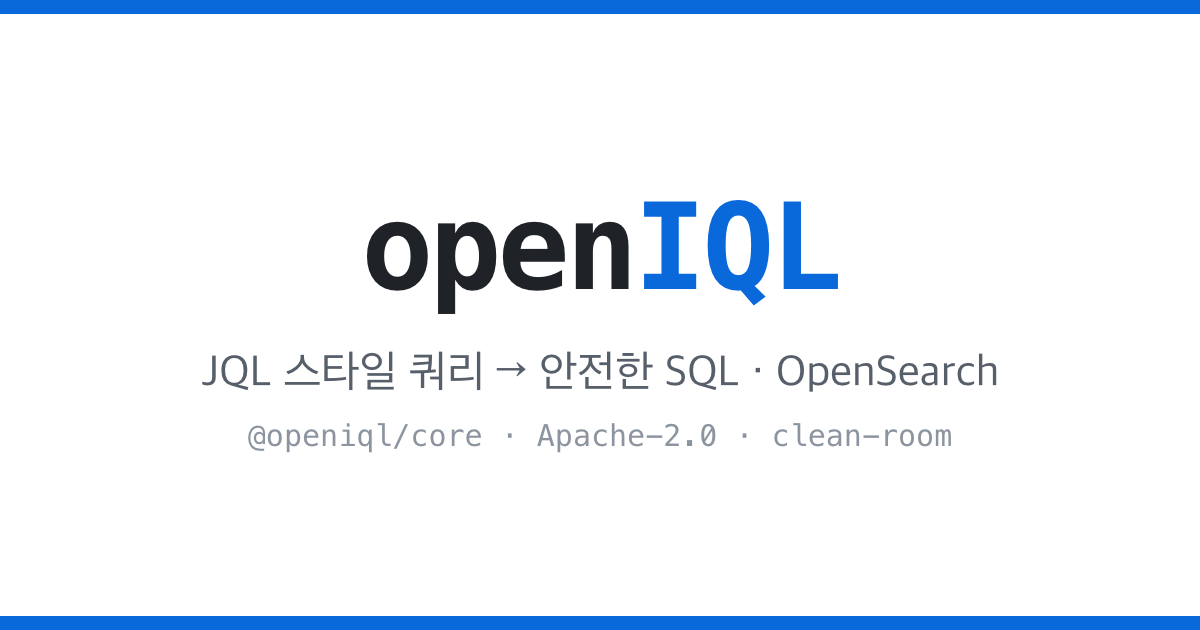 openIQL
JQL 스타일 쿼리 → 안전한 SQL · OpenSearch
@openiql/core · Apache-2.0 · clean-room